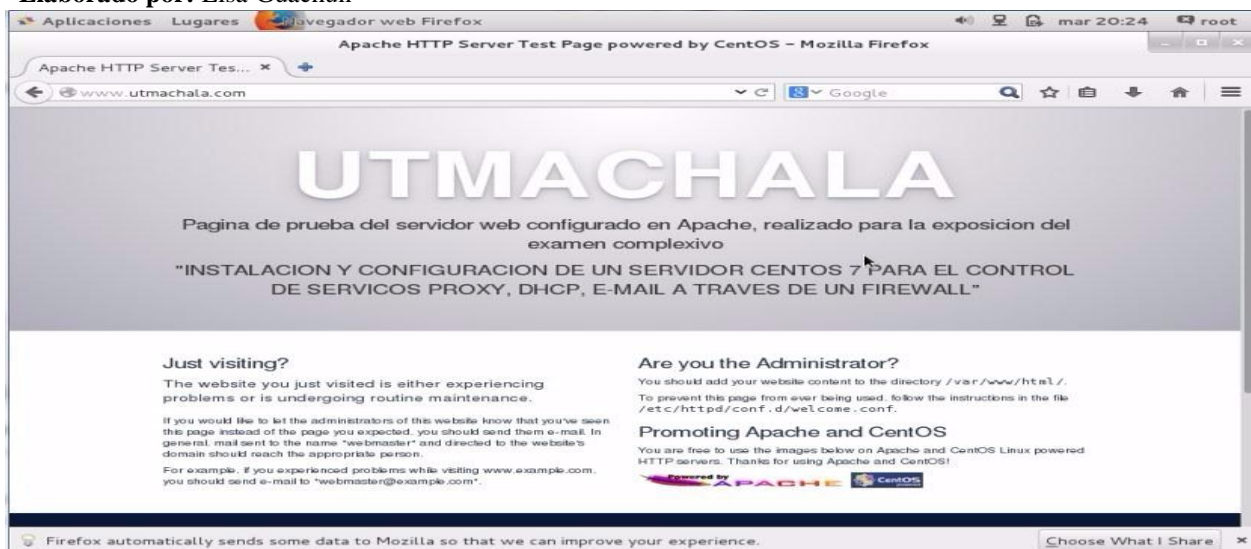 Elaborado por: Lisa Guachún
Aplicaciones Lugares Navegador web Firefox mar 20:24 root
Apache HTTP Server Test Page powered by CentOS - Mozilla Firefox
Apache HTTP Server Tes...
www.utmachala.com Google
UTMACHALA
Pagina de prueba del servidor web configurado en Apache, realizado para la exposicion del
examen complexivo
"INSTALACION Y CONFIGURACION DE UN SERVIDOR CENTOS 7 PARA EL CONTROL
DE SERVICOS PROXY, DHCP, E-MAIL A TRAVES DE UN FIREWALL"
Just visiting?
The website you just visited is either experiencing
problems or is undergoing routine maintenance.
If you would like to let the administrators of this website know that you've seen
this page instead of the page you expected, you should send them e-mail. In
general, mail sent to the name "webmaster" and directed to the website's
domain should reach the appropriate person.
For example, if you experienced problems while visiting www.example.com,
you should send e-mail to "webmaster@example.com".
Are you the Administrator?
You should add your website content to the directory /var/www/html/.
To prevent this page from ever being used, follow the instructions in the file
/etc/httpd/conf.d/welcome.conf.
Promoting Apache and CentOS
You are free to use the images below on Apache and CentOS Linux powered
HTTP servers. Thanks for using Apache and CentOS!
Powered by
APACHE CentOS
Firefox automatically sends some data to Mozilla so that we can improve your experience. Choose What I Share